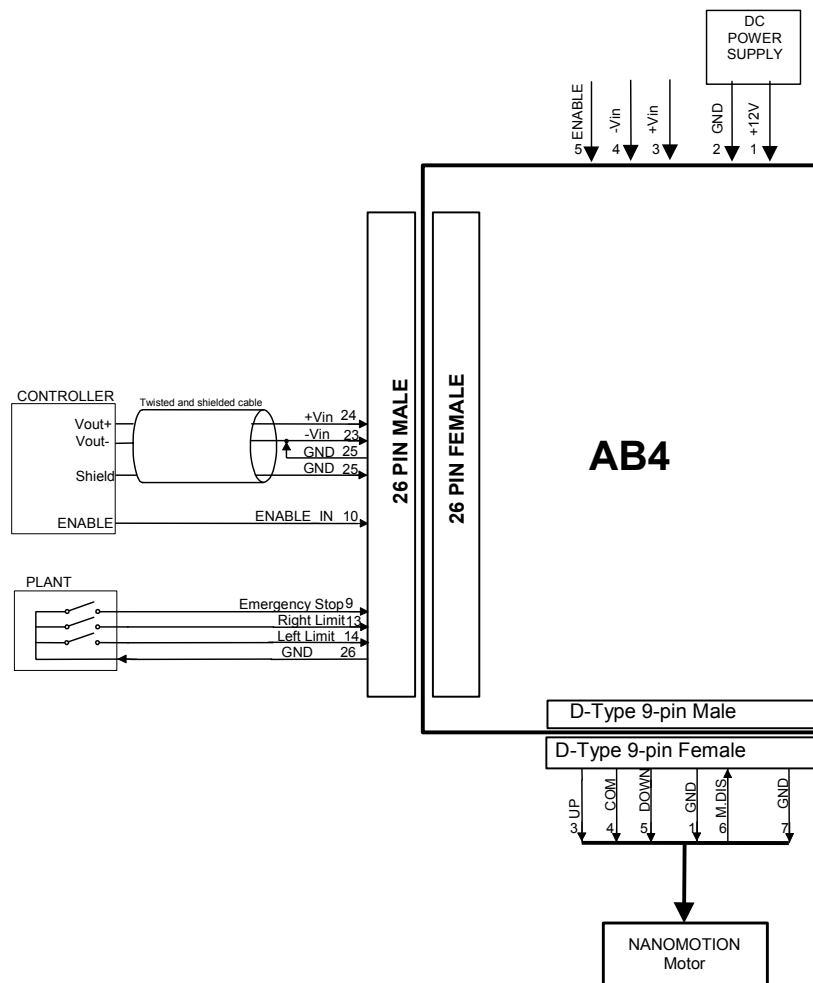 DC
POWER
SUPPLY
ENABLE
-Vin
+Vin
GND
+12V
5
4
3
2
1
26 PIN MALE
26 PIN FEMALE
AB4
CONTROLLER
Twisted and shielded cable
Vout+
+Vin 24
Vout-
-Vin 23
GND 25
Shield
GND 25
ENABLE
ENABLE IN 10
PLANT
Emergency Stop 9
Right Limit 13
Left Limit 14
GND 26
D-Type 9-pin Male
D-Type 9-pin Female
UP
COM
DOWN
GND
M.DIS
GND
3
4
5
1
6
7
NANOMOTION
Motor